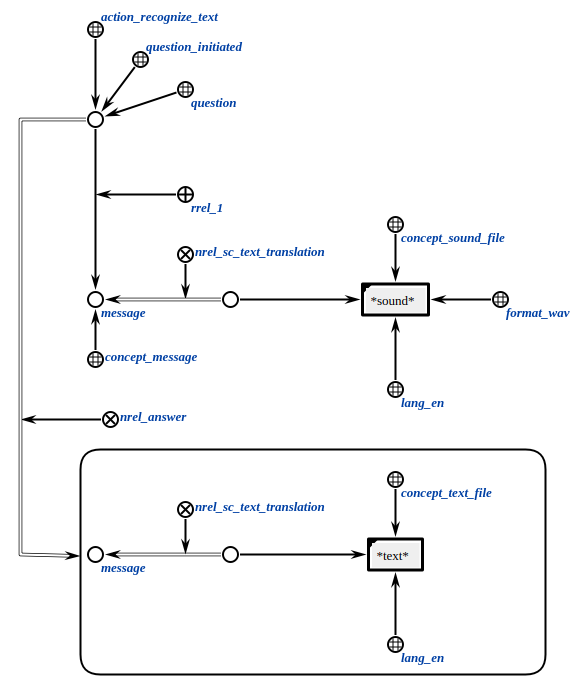 action_recognize_text
question_initiated
question
rrel_1
concept_sound_file
nrel_sc_text_translation
*sound*
message
format_wav
concept_message
lang_en
nrel_answer
concept_text_file
nrel_sc_text_translation
*text*
message
lang_en